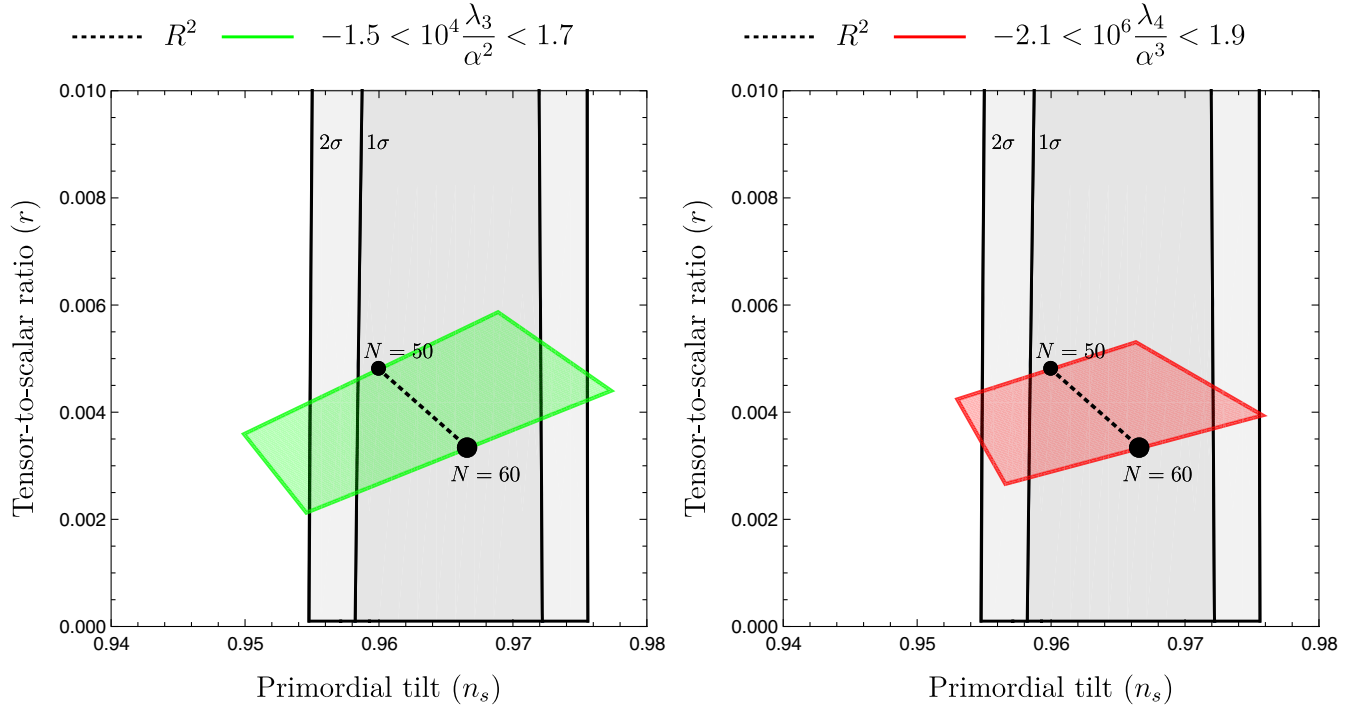 R² −1.5 < 10⁴ λ₃/α² < 1.7
0.010
0.008
0.006
0.004
0.002
0.000
0.94 0.95 0.96 0.97 0.98
2σ 1σ
N = 50
N = 60
Tensor-to-scalar ratio (r)
Primordial tilt (nₛ)
R² −2.1 < 10⁶ λ₄/α³ < 1.9
0.010
0.008
0.006
0.004
0.002
0.000
0.94 0.95 0.96 0.97 0.98
2σ 1σ
N = 50
N = 60
Tensor-to-scalar ratio (r)
Primordial tilt (nₛ)